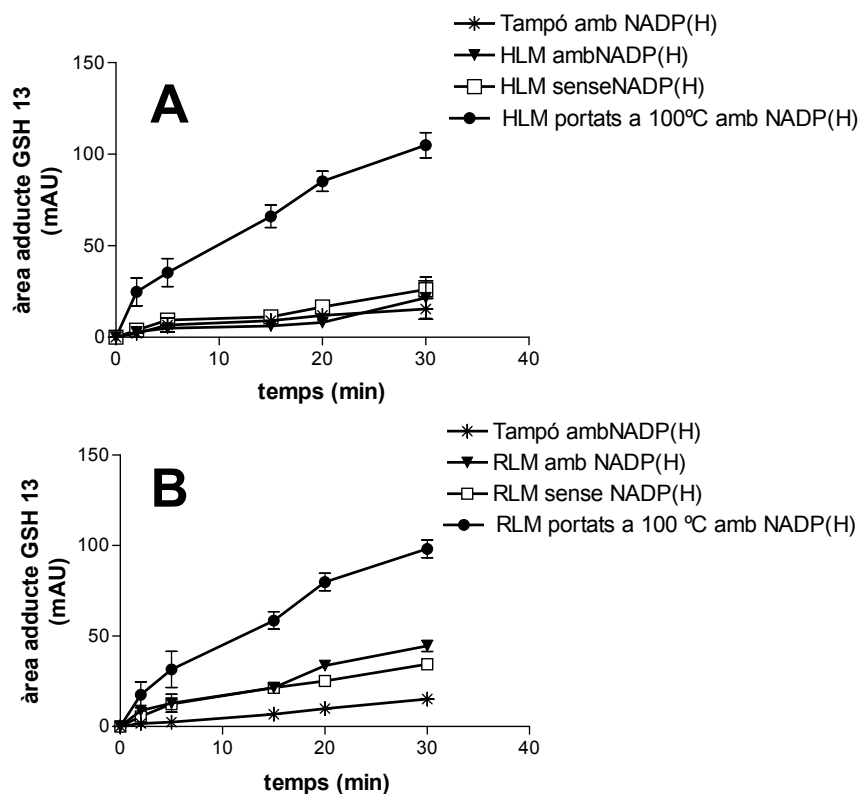 Tampó amb NADP(H)
HLM ambNADP(H)
HLM senseNADP(H)
HLM portats a 100ºC amb NADP(H)
A
àrea adducte GSH 13
(mAU)
150
100
50
0
0
10
20
30
40
temps (min)
Tampó ambNADP(H)
RLM amb NADP(H)
RLM sense NADP(H)
RLM portats a 100 ºC amb NADP(H)
B
àrea adducte GSH 13
(mAU)
150
100
50
0
0
10
20
30
40
temps (min)